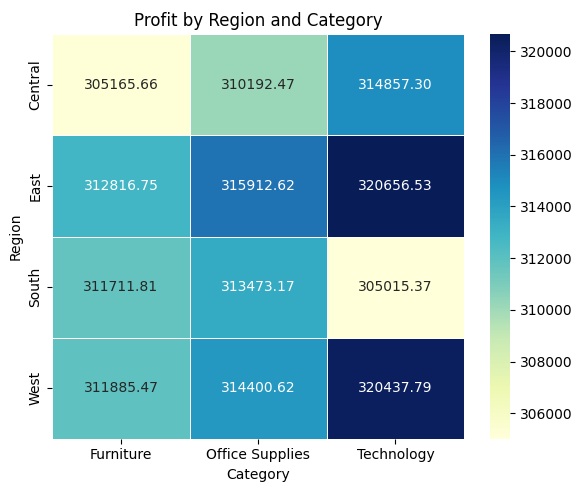 Profit by Region and Category
Central
East
South
West
Region
305165.66 310192.47 314857.30
312816.75 315912.62 320656.53
311711.81 313473.17 305015.37
311885.47 314400.62 320437.79
Furniture Office Supplies Technology
Category
320000
318000
316000
314000
312000
310000
308000
306000